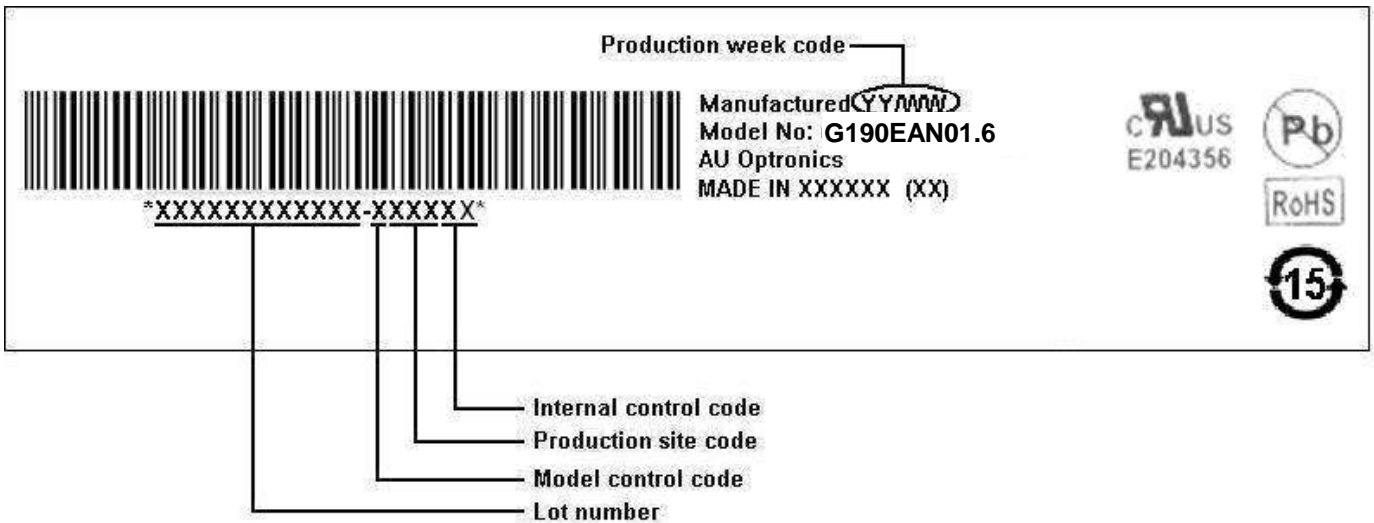 Production week code
Manufactured YY/WW
Model No: G190EAN01.6
AU Optronics
MADE IN XXXXXX (XX)
*XXXXXXXXXXXX-XXXXXX*
c RU US
E204356
Pb
RoHS
15
Internal control code
Production site code
Model control code
Lot number